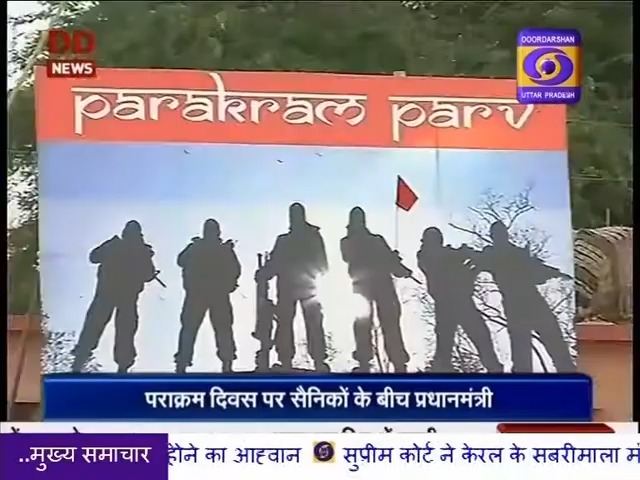 DD
NEWS
DOORDARSHAN
UTTAR PRADESH
parakram parv
पराक्रम दिवस पर सैनिकों के बीच प्रधानमंत्री
..मुख्य समाचार
होने का आह्वान सुप्रीम कोर्ट ने केरल के सबरीमाला